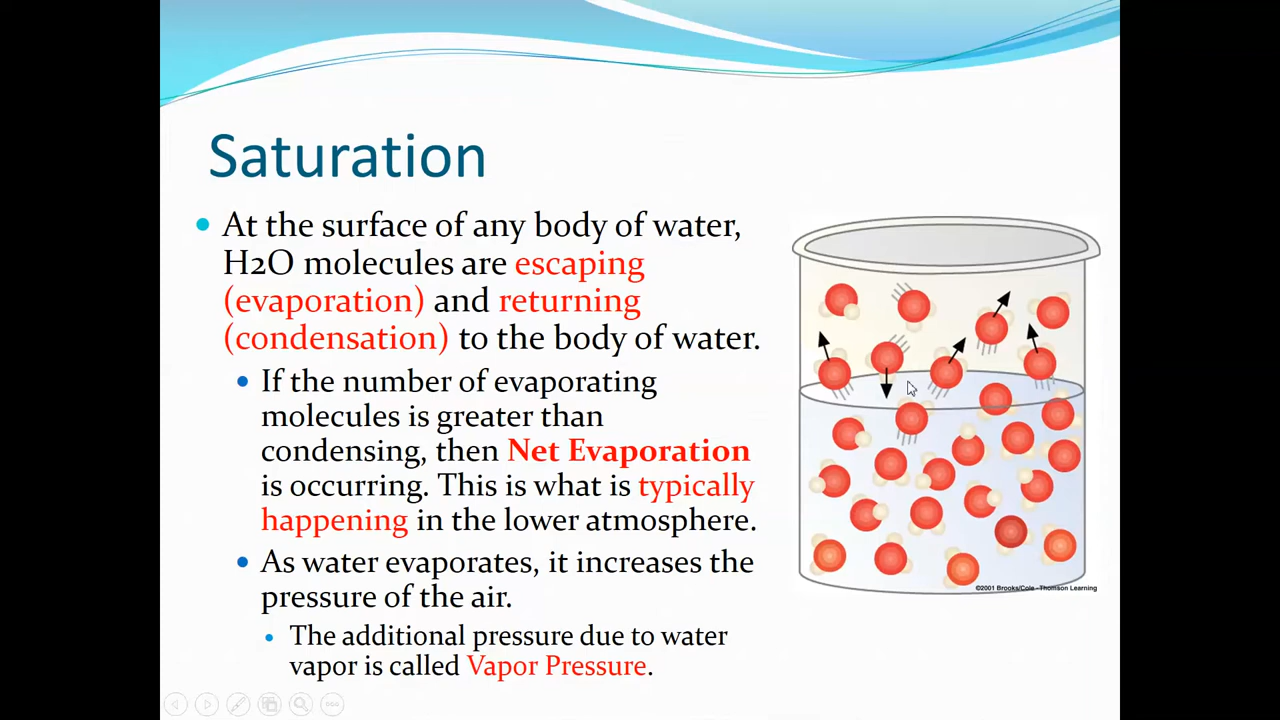 Saturation
At the surface of any body of water,
H2O molecules are escaping
(evaporation) and returning
(condensation) to the body of water.
If the number of evaporating
molecules is greater than
condensing, then Net Evaporation
is occurring. This is what is typically
happening in the lower atmosphere.
As water evaporates, it increases the
pressure of the air.
The additional pressure due to water
vapor is called Vapor Pressure.
©2001 Brooks/Cole - Thomson Learning